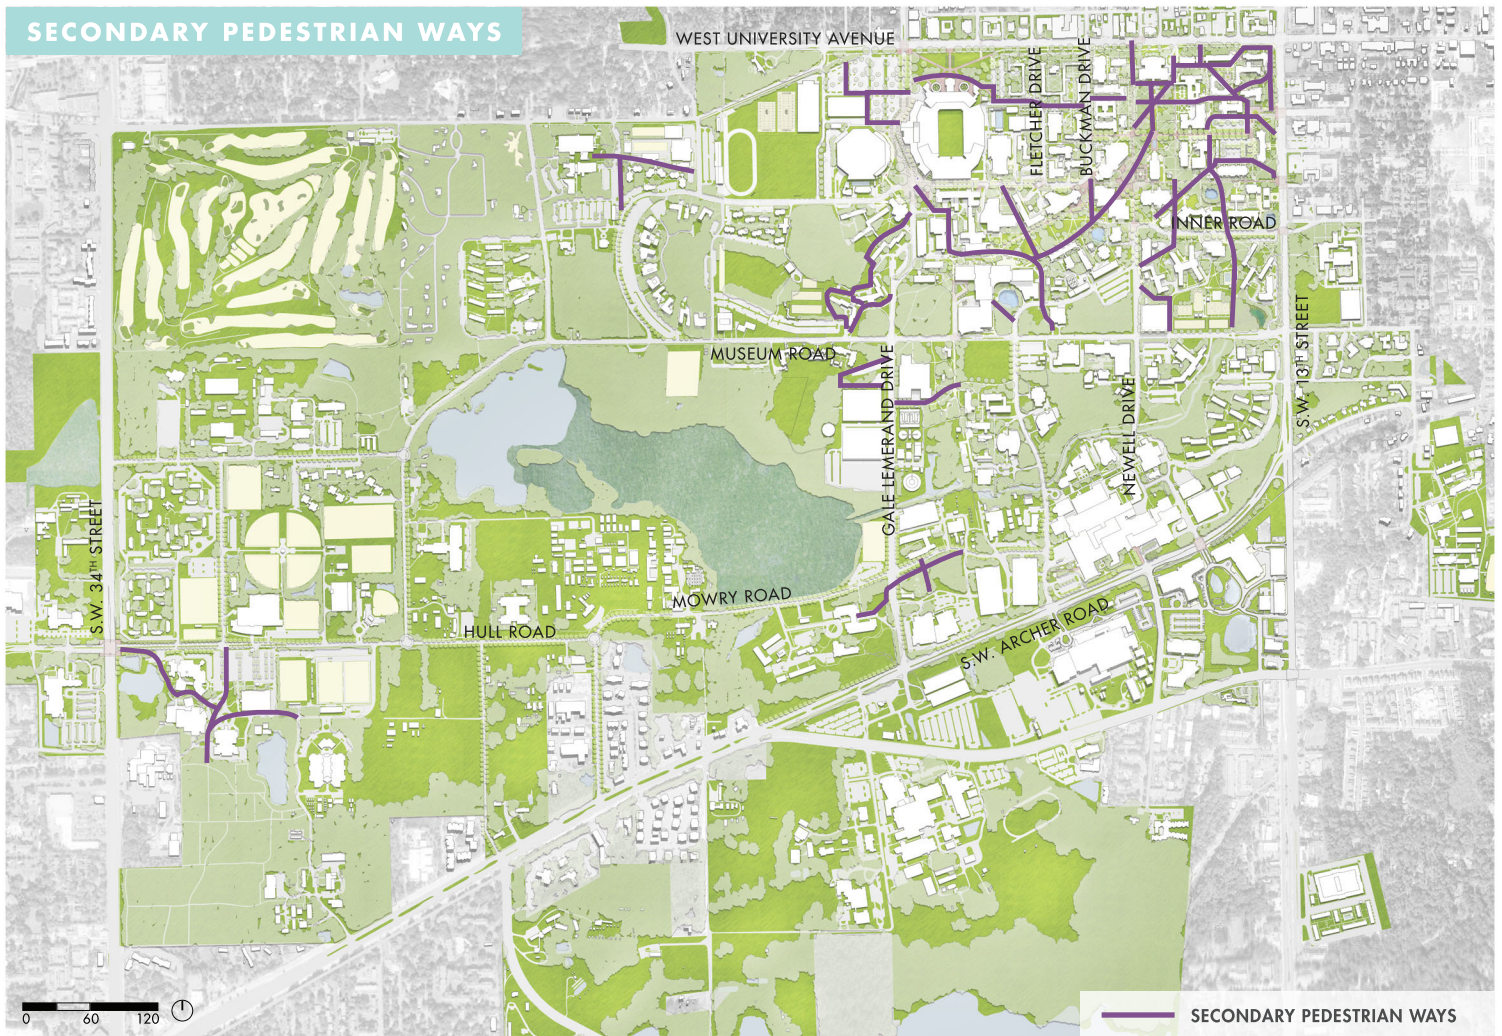 SECONDARY PEDESTRIAN WAYS
WEST UNIVERSITY AVENUE
FLETCHER DRIVE
BUCKMAN DRIVE
INNER ROAD
MUSEUM ROAD
GALE LEMERAND DRIVE
NEWELL DRIVE
S.W. 13TH STREET
S.W. 34TH STREET
MOWRY ROAD
HULL ROAD
S.W. ARCHER ROAD
0 60 120
SECONDARY PEDESTRIAN WAYS